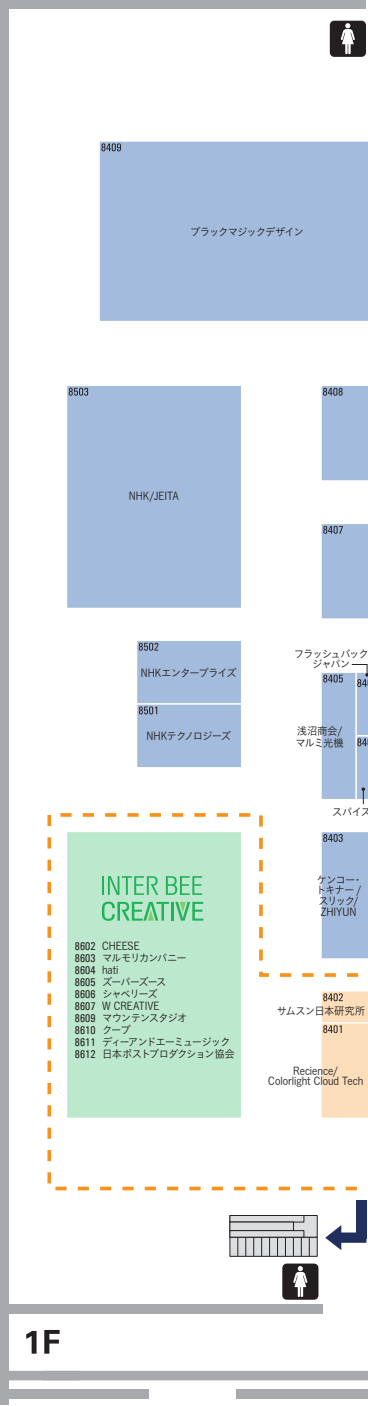 8409
ブラックマジックデザイン
8503
8408
NHK/JEITA
8407
8502
NHKエンタープライズ
8501
NHKテクノロジーズ
フラッシュバック
ジャパン
8405
浅沼商会/
マルミ光機
スパイス
8403
ケンコー・
トキナー/
スリック/
ZHIYUN
INTER BEE
CREATIVE
8602 CHEESE
8603 マルモリカンパニー
8604 hati
8605 ズーパーズース
8606 シャベリーズ
8607 W CREATIVE
8609 マウンテンスタジオ
8610 クープ
8611 ディーアンドエーミュージック
8612 日本ポストプロダクション協会
8402
サムスン日本研究所
8401
Recience/
Colorlight Cloud Tech
1F